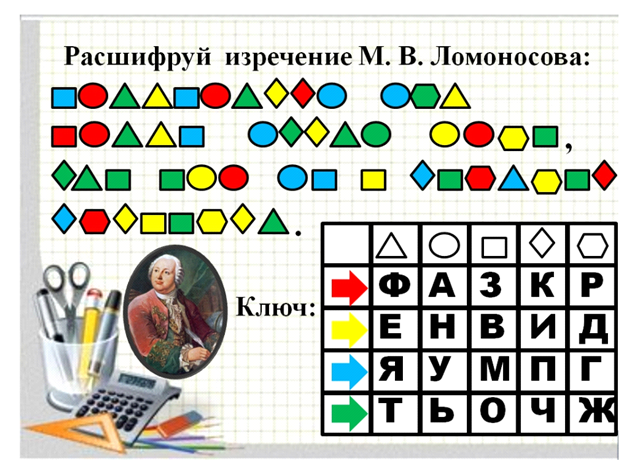 Расшифруй изречение М. В. Ломоносова:
,
.
Ключ:
Ф А З К Р
Е Н В И Д
Я У М П Г
Т Ь О Ч Ж